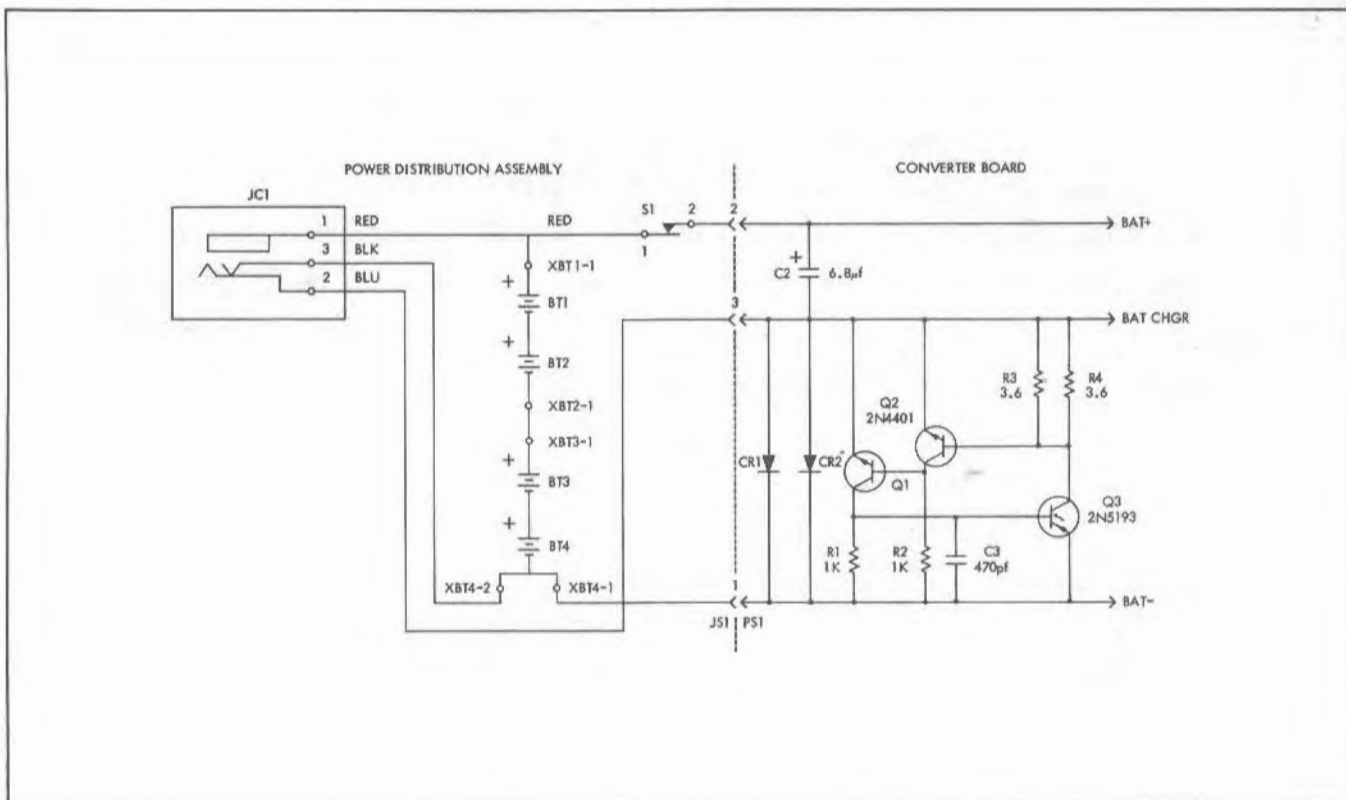 POWER DISTRIBUTION ASSEMBLY
CONVERTER BOARD
JC1
1 RED
RED
S1
2
2
BAT+
3 BLK
1
2 BLU
XBT1-1
+
C2 6.8µf
+
BT1
3
BAT CHGR
+
BT2
R3
3.6
R4
3.6
XBT2-1
Q2
2N4401
XBT3-1
+
BT3
CR1
CR2
Q1
Q3
2N5193
+
BT4
R1
1K
R2
1K
C3
470pf
XBT4-2
XBT4-1
1
BAT-
JS1 PS1